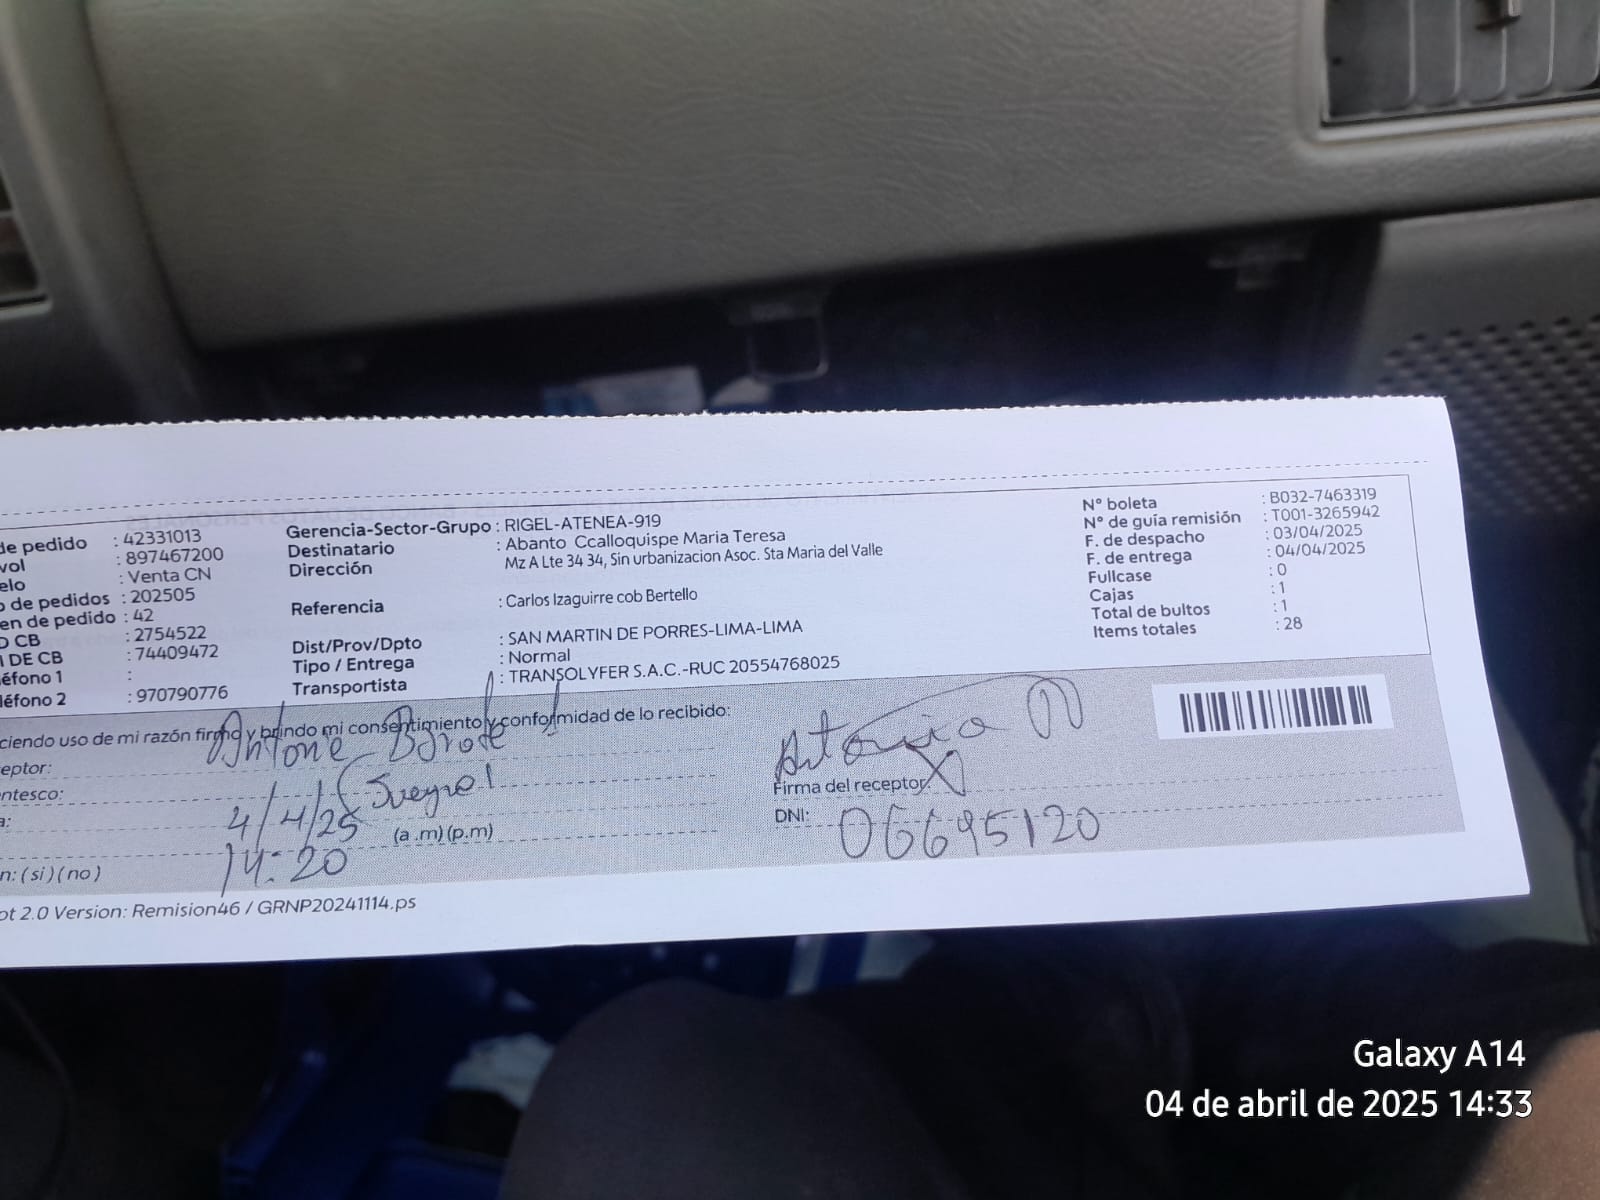 de pedido : 42331013
vol : 897467200
elo : Venta CN
o de pedidos : 202505
en de pedido : 42
D CB : 2754522
I DE CB : 74409472
éfono 1 :
léfono 2 : 970790776
Gerencia-Sector-Grupo : RIGEL-ATENEA-919
Destinatario : Abanto Ccalloquispe Maria Teresa
Dirección Mz A Lte 34 34, Sin urbanizacion Asoc. Sta Maria del Valle
Referencia : Carlos Izaguirre cob Bertello
Dist/Prov/Dpto : SAN MARTIN DE PORRES-LIMA-LIMA
Tipo / Entrega : Normal
Transportista : TRANSOLYFER S.A.C.-RUC 20554768025
N° boleta : B032-7463319
N° de guía remisión : T001-3265942
F. de despacho : 03/04/2025
F. de entrega : 04/04/2025
Fullcase : 0
Cajas : 1
Total de bultos : 1
Items totales : 28
ciendo uso de mi razón firmo y brindo mi consentimiento y conformidad de lo recibido:
eptor:
ntesco:
a: 4/4/25 (a .m) (p.m)
14:20
n: ( si ) ( no )
Firma del receptor:
DNI: 06695120
ot 2.0 Version: Remision46 / GRNP20241114.ps
Galaxy A14
04 de abril de 2025 14:33